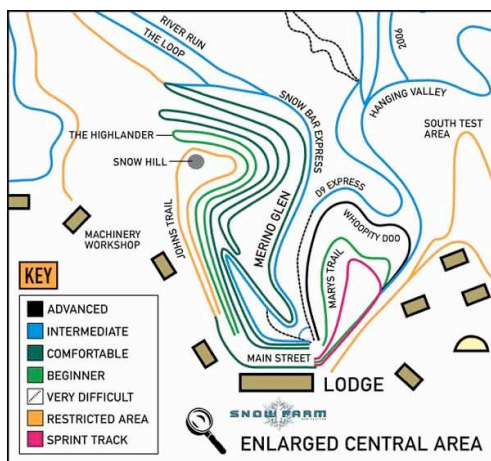 RIVER RUN
THE LOOP
2006
HANGING VALLEY
SNOW BAR EXPRESS
SOUTH TEST
AREA
THE HIGHLANDER
SNOW HILL
D9 EXPRESS
WHOOPITY DOO
MERINO GLEN
JOHNS TRAIL
MARYS TRAIL
MACHINERY
WORKSHOP
KEY
ADVANCED
INTERMEDIATE
COMFORTABLE
BEGINNER
VERY DIFFICULT
RESTRICTED AREA
SPRINT TRACK
MAIN STREET
LODGE
SNOW FARM
ENLARGED CENTRAL AREA